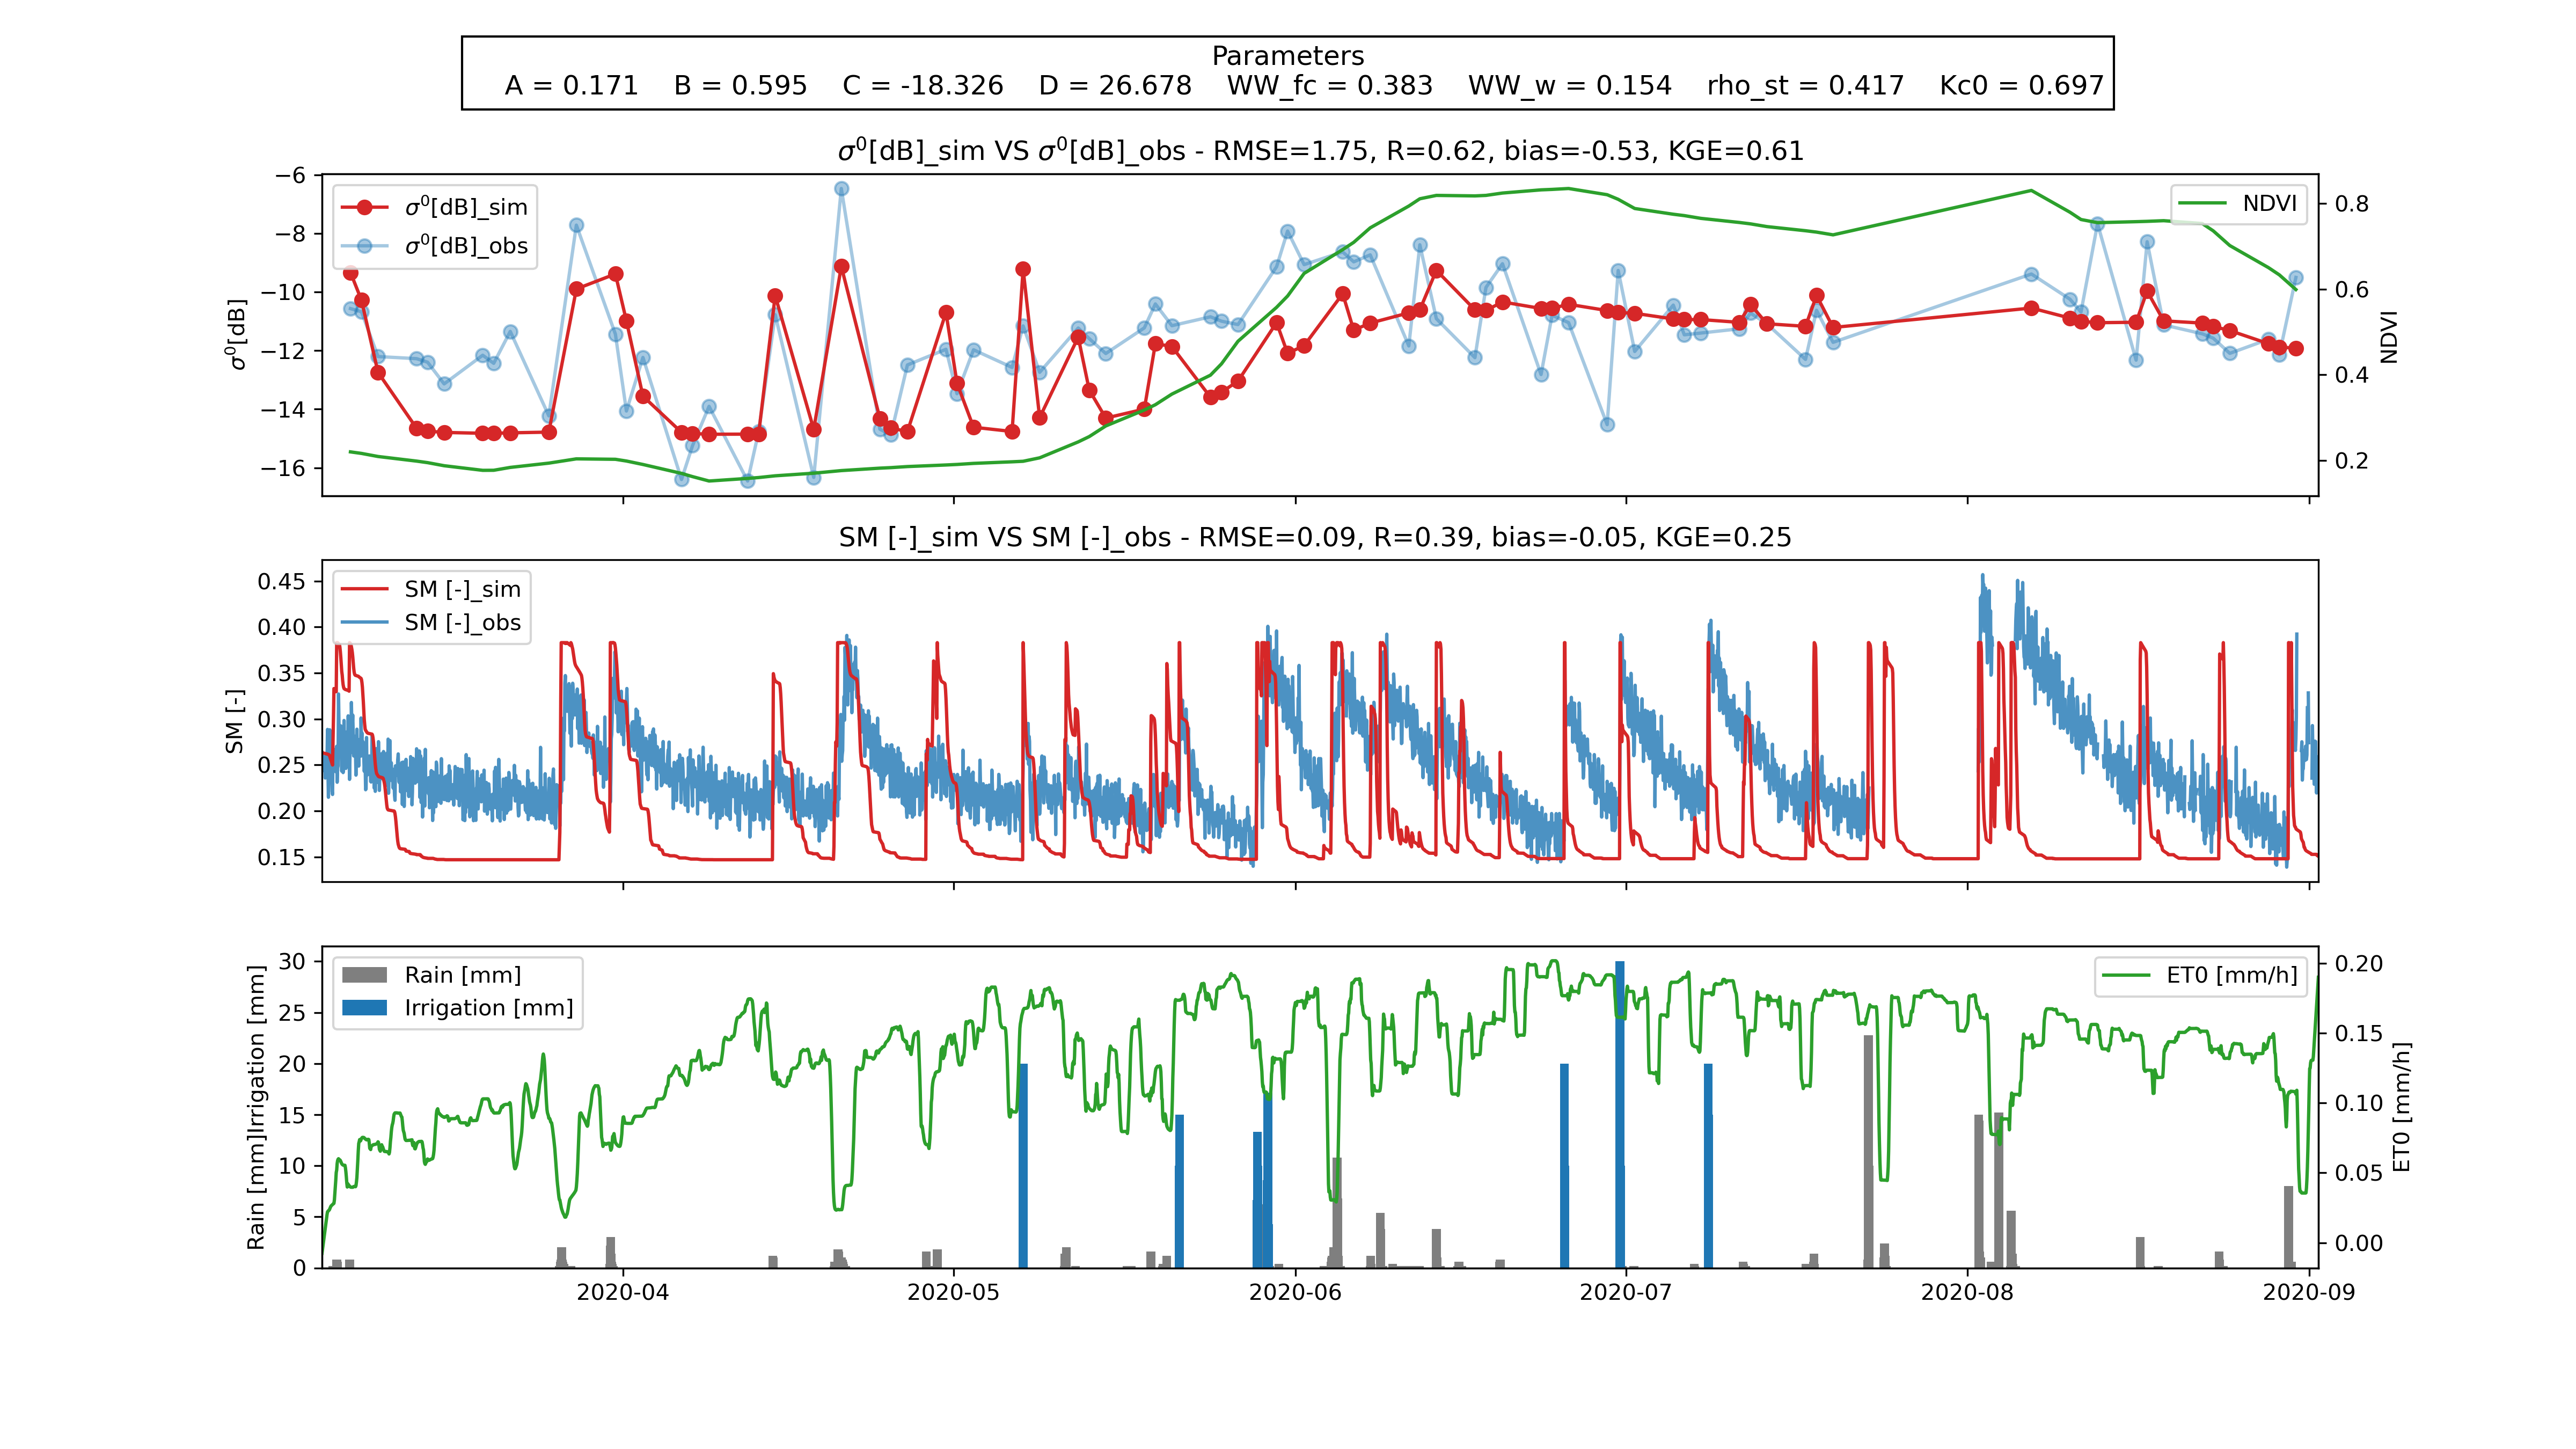 Parameters
A = 0.171 B = 0.595 C = -18.326 D = 26.678 WW_fc = 0.383 WW_w = 0.154 rho_st = 0.417 Kc0 = 0.697
σ⁰[dB]_sim VS σ⁰[dB]_obs - RMSE=1.75, R=0.62, bias=-0.53, KGE=0.61
σ⁰[dB]_sim
σ⁰[dB]_obs
NDVI
−6
−8
−10
−12
−14
−16
σ⁰[dB]
0.8
0.6
0.4
0.2
NDVI
SM [-]_sim VS SM [-]_obs - RMSE=0.09, R=0.39, bias=-0.05, KGE=0.25
SM [-]_sim
SM [-]_obs
0.45
0.40
0.35
0.30
0.25
0.20
0.15
SM [-]
Rain [mm]
Irrigation [mm]
ET0 [mm/h]
30
25
20
15
10
5
0
Rain [mm]Irrigation [mm]
0.20
0.15
0.10
0.05
0.00
ET0 [mm/h]
2020-04 2020-05 2020-06 2020-07 2020-08 2020-09